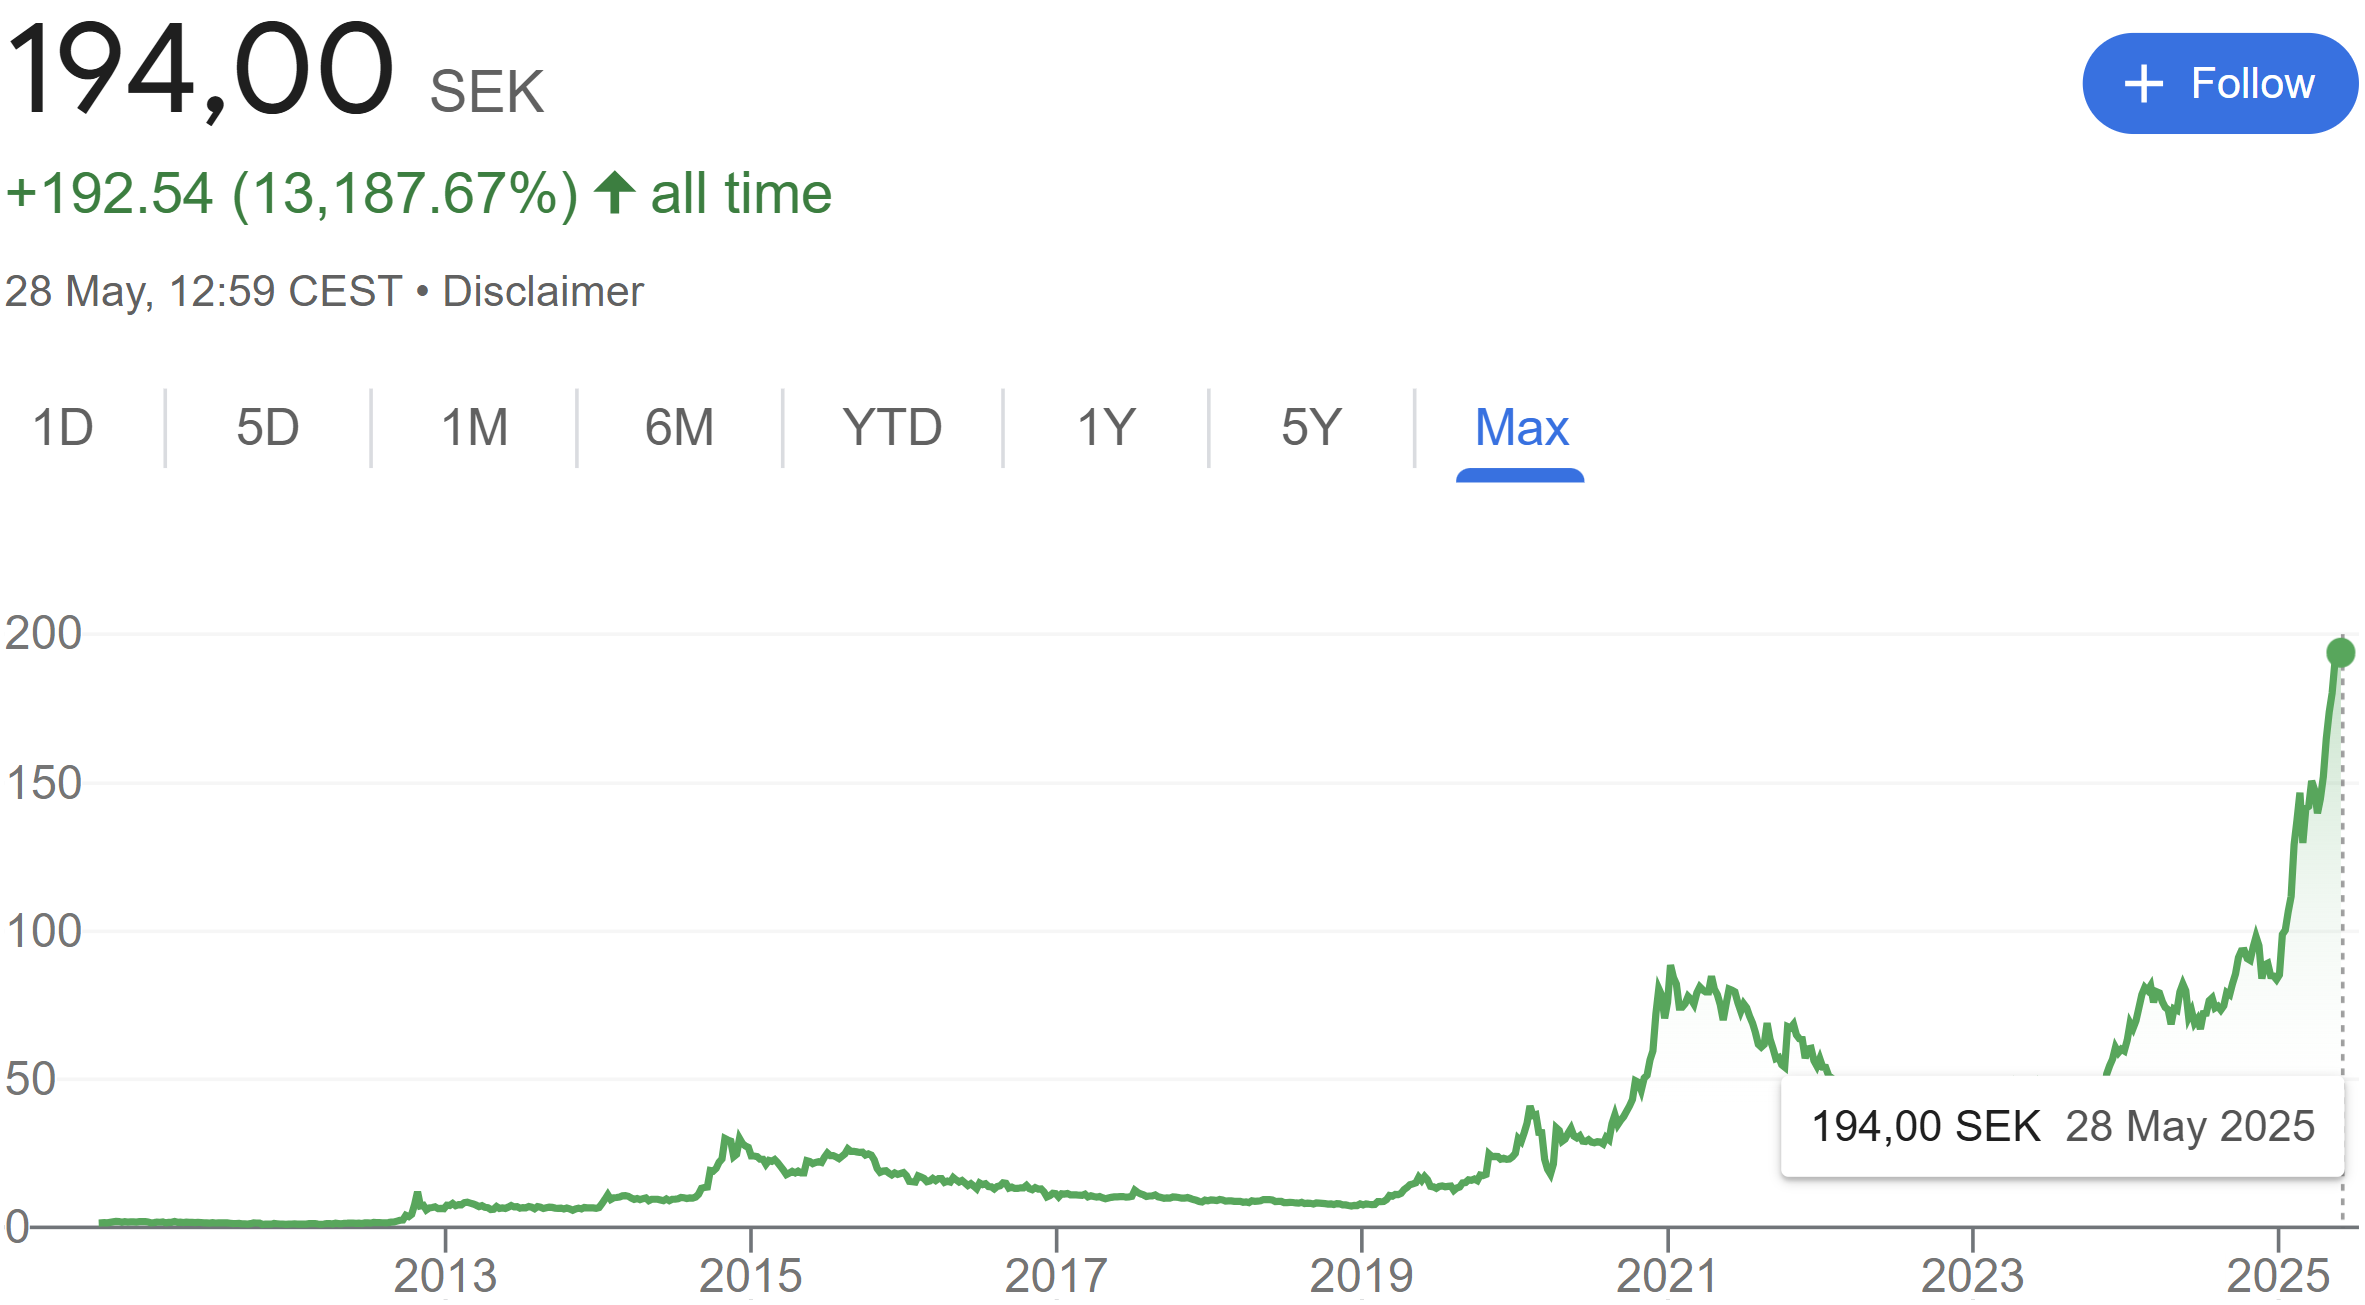 194,00 SEK
+ Follow
+192.54 (13,187.67%) ↑ all time
28 May, 12:59 CEST • Disclaimer
1D 5D 1M 6M YTD 1Y 5Y Max
200
150
100
50
194,00 SEK 28 May 2025
0
2013 2015 2017 2019 2021 2023 2025